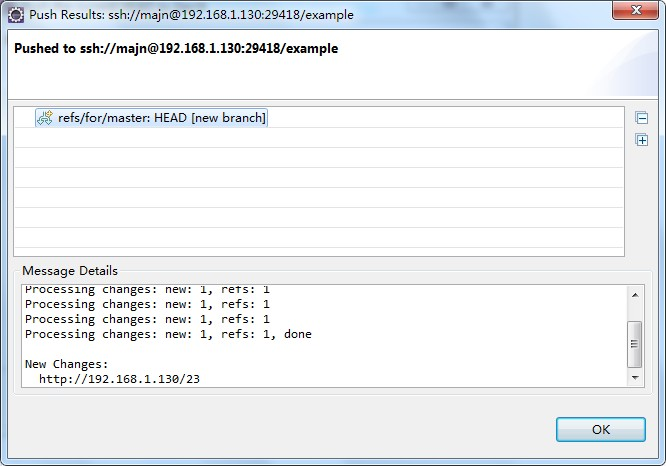 Push Results: ssh://majn@192.168.1.130:29418/example
Pushed to ssh://majn@192.168.1.130:29418/example
refs/for/master: HEAD [new branch]
Message Details
Processing changes: new: 1, refs: 1
Processing changes: new: 1, refs: 1
Processing changes: new: 1, refs: 1
Processing changes: new: 1, refs: 1, done
New Changes:
http://192.168.1.130/23
OK